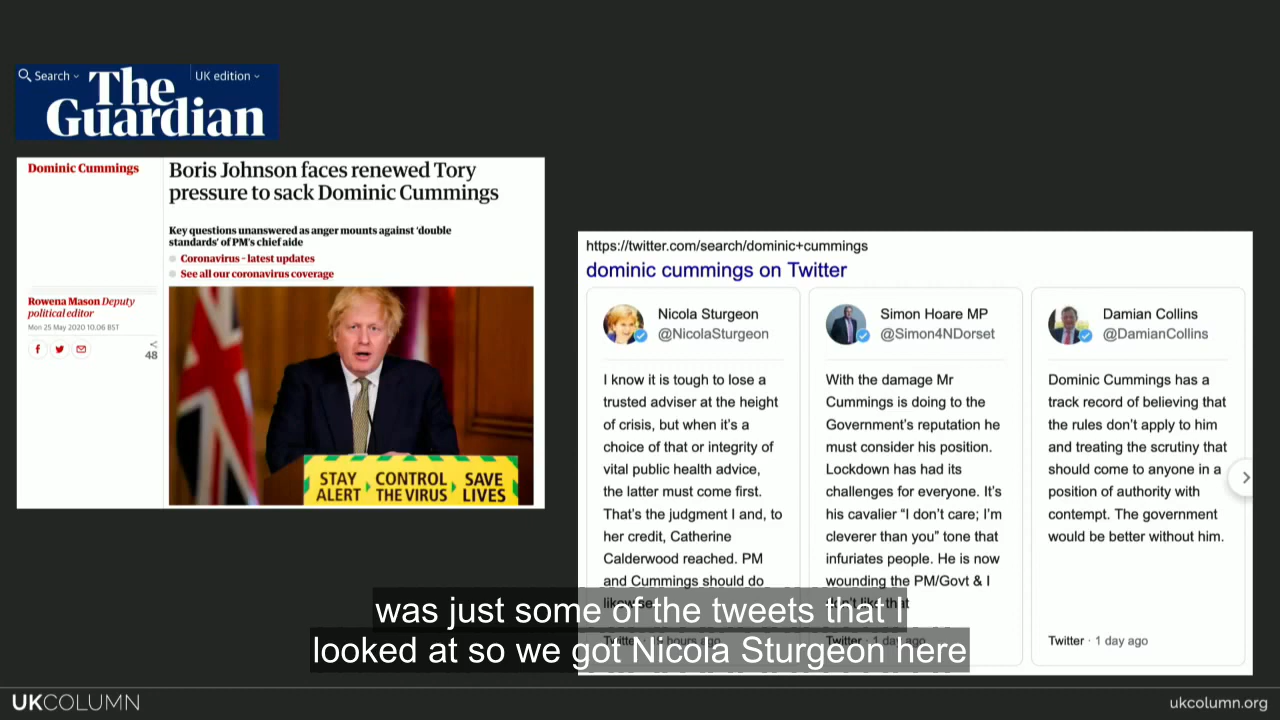 Search
UK edition
The
Guardian
Dominic Cummings
Boris Johnson faces renewed Tory
pressure to sack Dominic Cummings
Key questions unanswered as anger mounts against ‘double
standards’ of PM’s chief aide
Coronavirus – latest updates
See all our coronavirus coverage
Rowena Mason Deputy
political editor
Mon 25 May 2020 10.06 BST
48
STAY
ALERT
CONTROL
THE VIRUS
SAVE
LIVES
https://twitter.com/search/dominic+cummings
dominic cummings on Twitter
Nicola Sturgeon
@NicolaSturgeon
I know it is tough to lose a
trusted adviser at the height
of crisis, but when it’s a
choice of that or integrity of
vital public health advice,
the latter must come first.
That’s the judgment I and, to
her credit, Catherine
Calderwood reached. PM
and Cummings should do
Simon Hoare MP
@Simon4NDorset
With the damage Mr
Cummings is doing to the
Government’s reputation he
must consider his position.
Lockdown has had its
challenges for everyone. It’s
his cavalier “I don’t care; I’m
cleverer than you” tone that
infuriates people. He is now
wounding the PM/Govt & I
Damian Collins
@DamianCollins
Dominic Cummings has a
track record of believing that
the rules don’t apply to him
and treating the scrutiny that
should come to anyone in a
position of authority with
contempt. The government
would be better without him.
Twitter · 1 day ago
was just some of the tweets that I
looked at so we got Nicola Sturgeon here
UKCOLUMN
ukcolumn.org